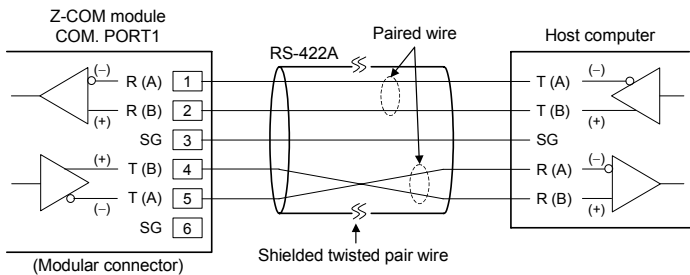 Z-COM module
COM. PORT1
Paired wire
Host computer
RS-422A
(−)
R (A) 1
R (B) 2
(+)
SG 3
(+)
T (B) 4
T (A) 5
(−)
SG 6
T (A)
(−)
T (B)
(+)
SG
R (A)
(−)
R (B)
(+)
(Modular connector)
Shielded twisted pair wire